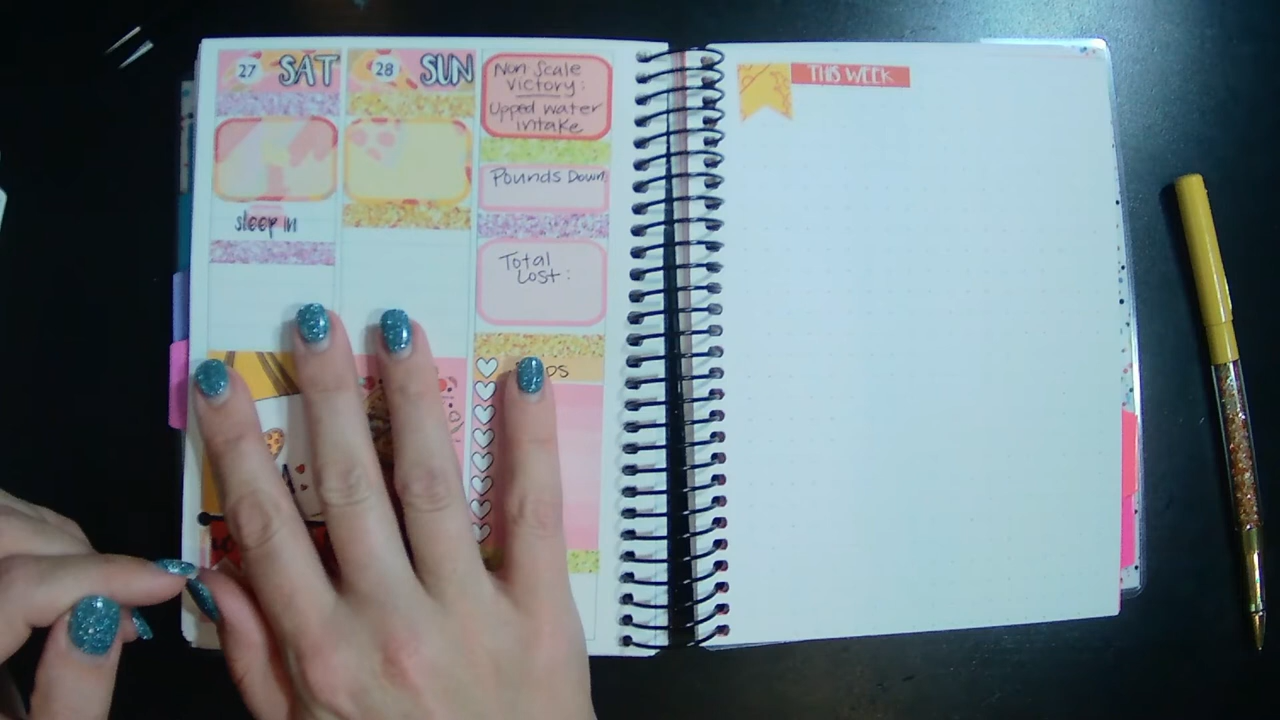 27 SAT
28 SUN
sleep in
Non Scale
Victory:
Upped water
intake
Pounds Down
Total
Lost:
THIS WEEK